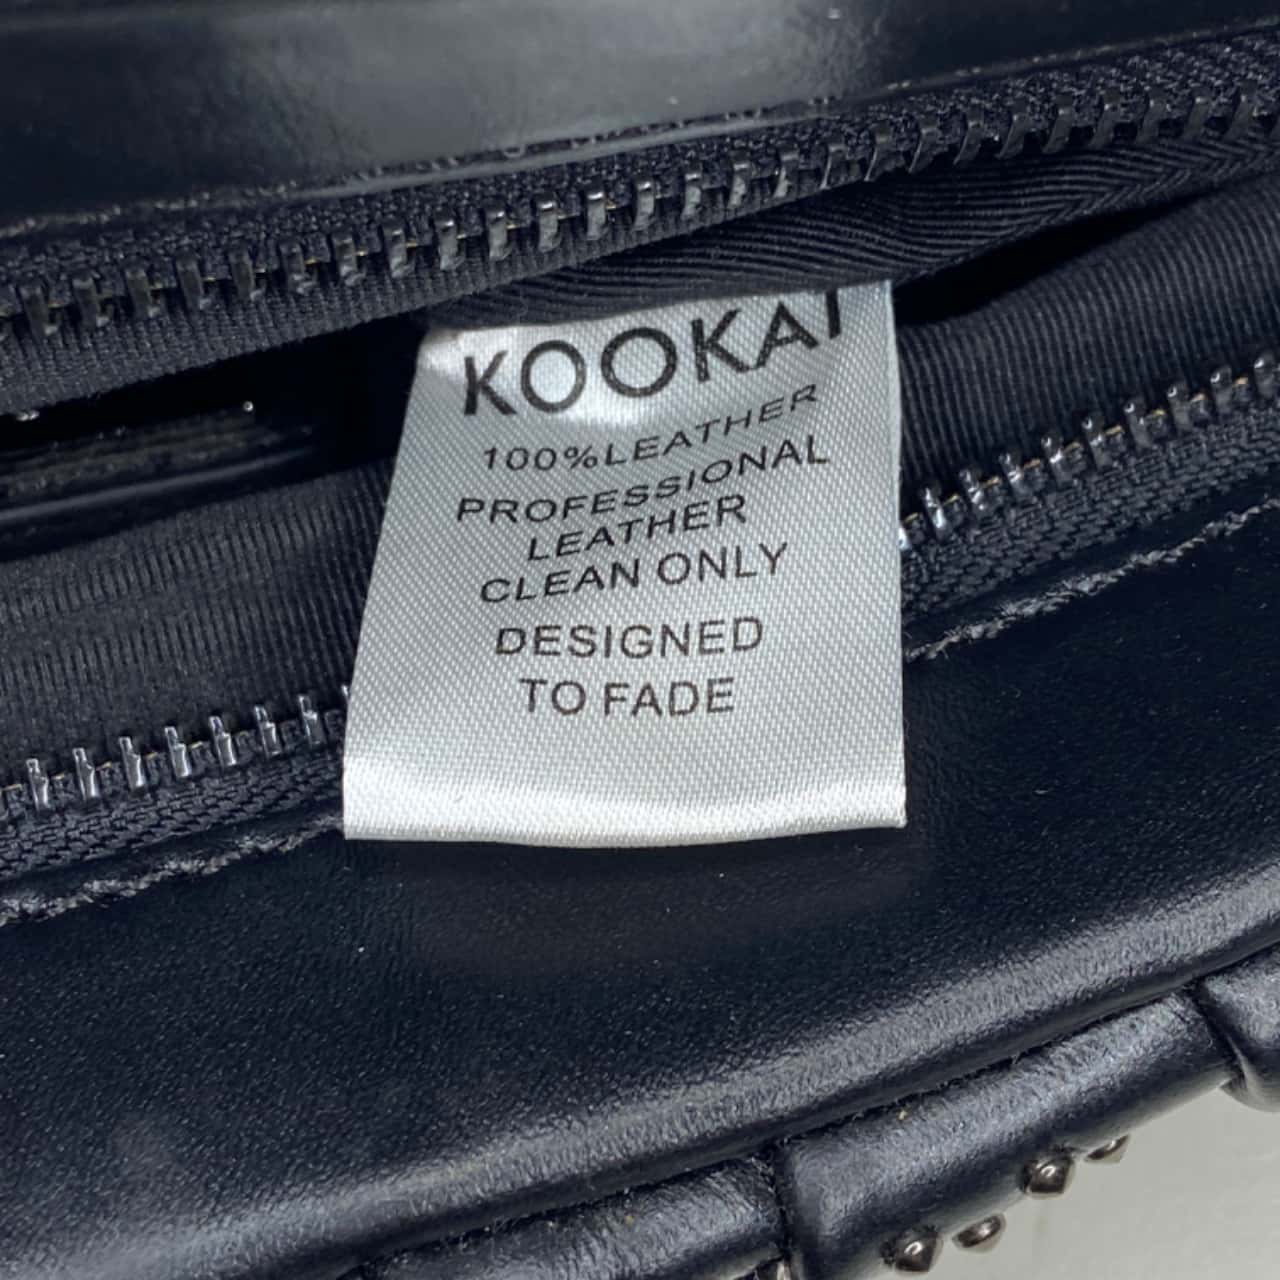 KOOKAI
100%LEATHER
PROFESSIONAL
LEATHER
CLEAN ONLY
DESIGNED
TO FADE